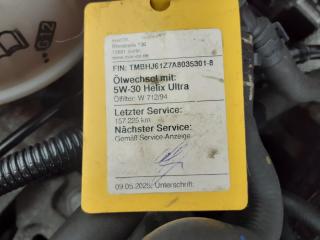 G12
FIN: TMBHJ61Z7A8035301-8
Ölwechsel mit:
5W-30 Helix Ultra
Ölfilter: W 712/94
Letzter Service:
157.225 km
Nächster Service:
Gemäß Service-Anzeige
09.05.2025, Unterschrift